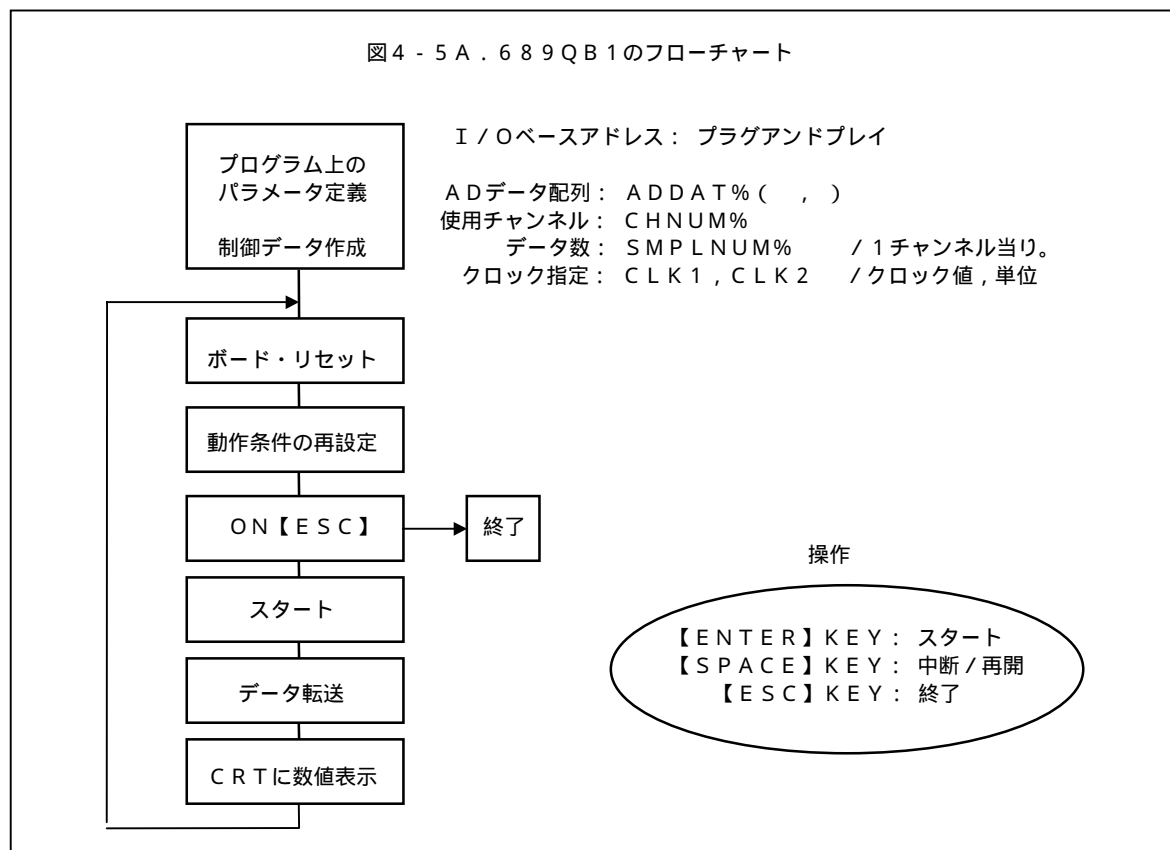 図4-5A.689QB1のフローチャート
プログラム上の
パラメータ定義
制御データ作成
I/Oベースアドレス: プラグアンドプレイ
ADデータ配列: ADDAT%( , )
使用チャンネル: CHNUM%
データ数: SMPLNUM% /1チャンネル当り。
クロック指定: CLK1,CLK2 /クロック値,単位
ボード・リセット
動作条件の再設定
ON【ESC】
終了
スタート
データ転送
CRTに数値表示
操作
【ENTER】KEY: スタート
【SPACE】KEY: 中断/再開
【ESC】KEY: 終了